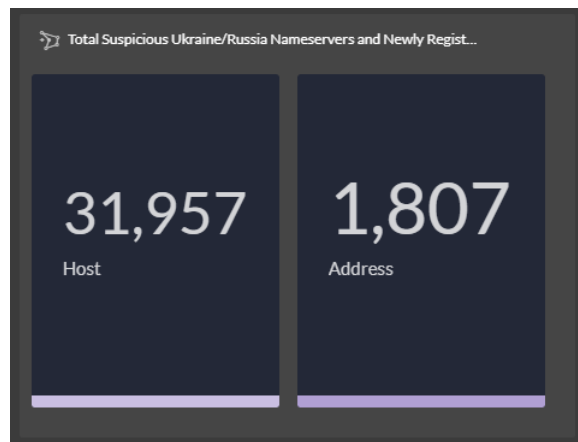 Total Suspicious Ukraine/Russia Nameservers and Newly Regist...
31,957
Host
1,807
Address